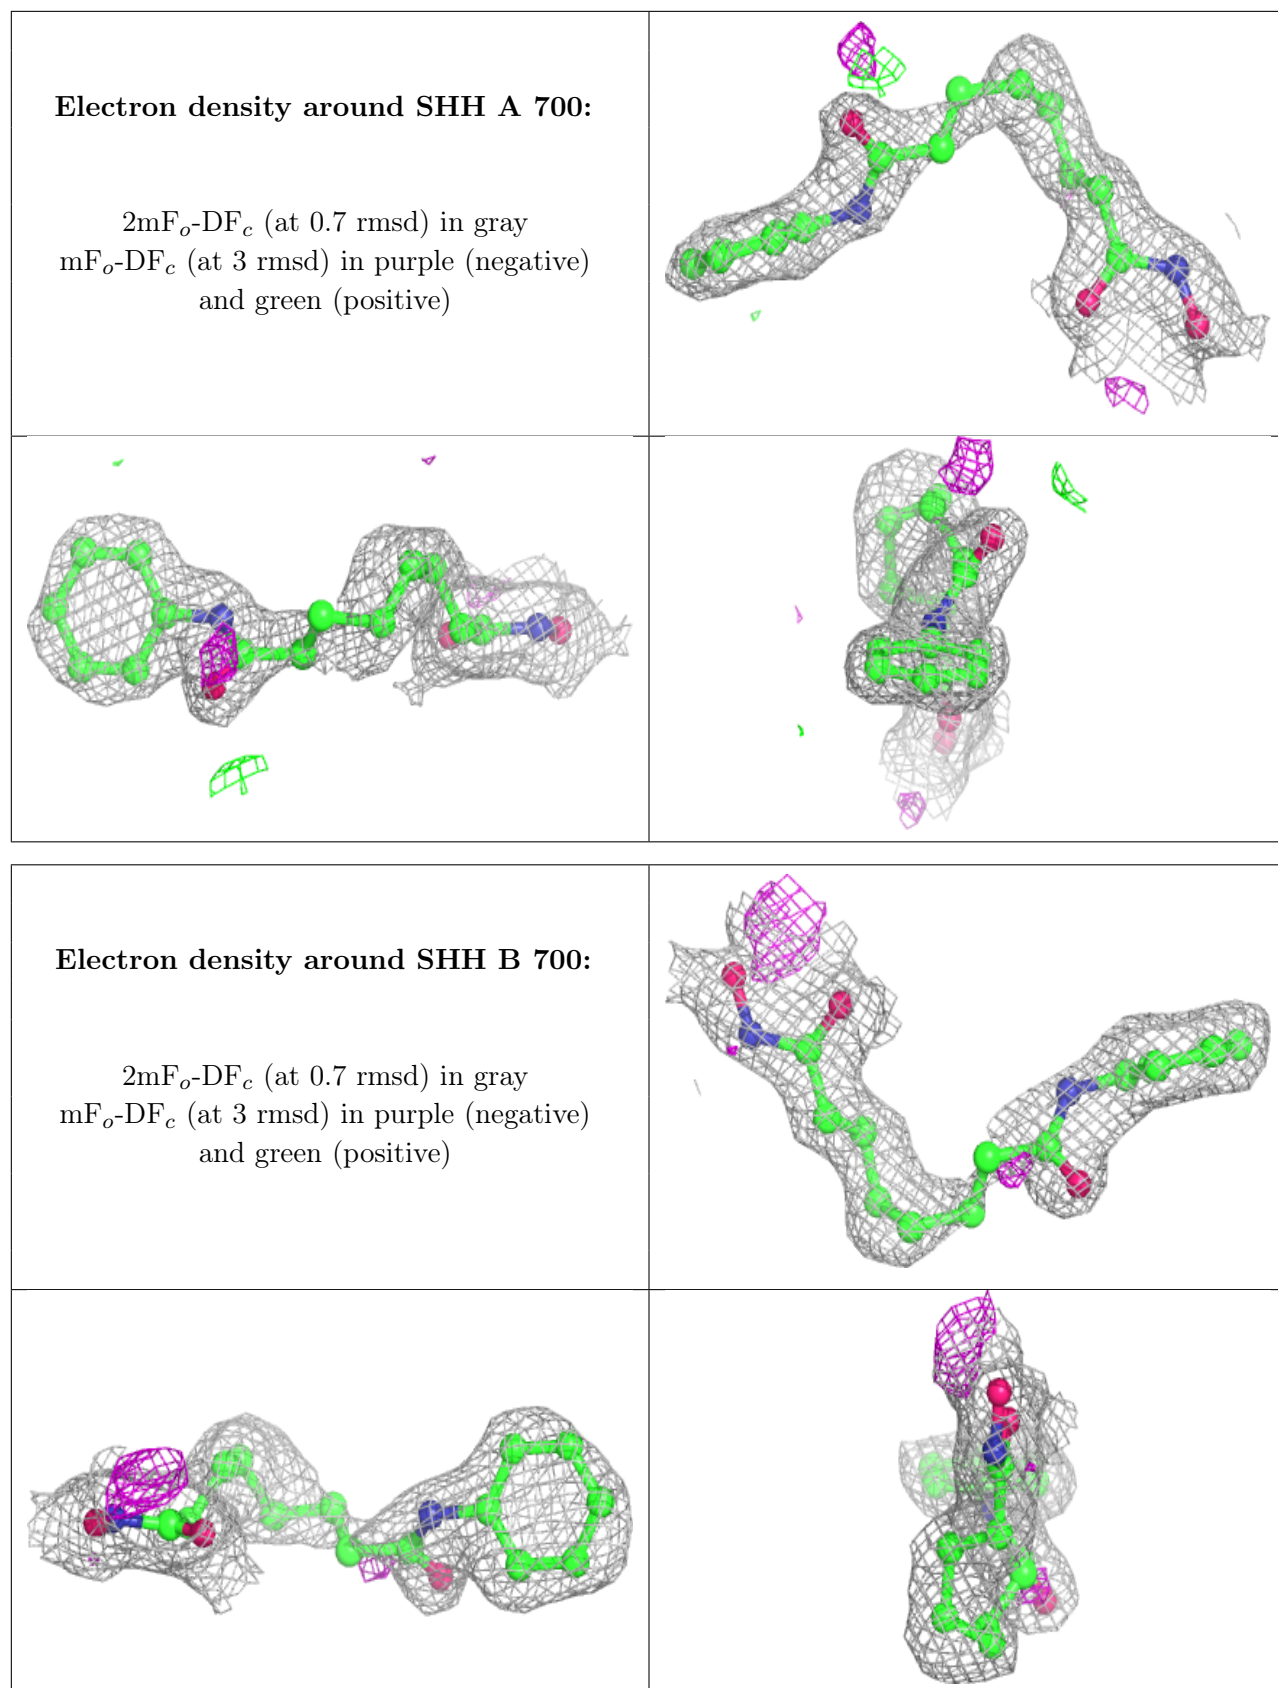 Electron density around SHH A 700:
2mFo-DFc (at 0.7 rmsd) in gray
mFo-DFc (at 3 rmsd) in purple (negative)
and green (positive)
Electron density around SHH B 700:
2mFo-DFc (at 0.7 rmsd) in gray
mFo-DFc (at 3 rmsd) in purple (negative)
and green (positive)